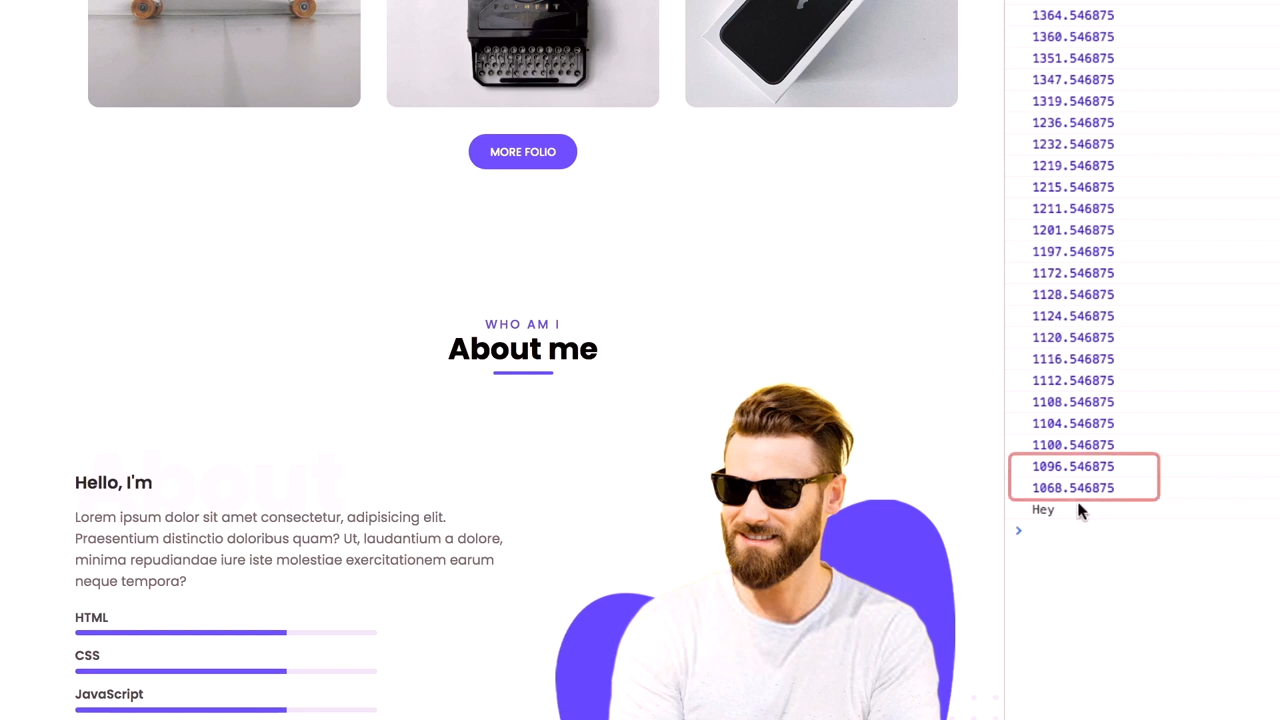 MORE FOLIO
WHO AM I
About me
About
Hello, I'm
Lorem ipsum dolor sit amet consectetur, adipisicing elit.
Praesentium distinctio doloribus quam? Ut, laudantium a dolore,
minima repudiandae iure iste molestiae exercitationem earum
neque tempora?
HTML
CSS
JavaScript
1364.546875
1360.546875
1351.546875
1347.546875
1319.546875
1236.546875
1232.546875
1219.546875
1215.546875
1211.546875
1201.546875
1197.546875
1172.546875
1128.546875
1124.546875
1120.546875
1116.546875
1112.546875
1108.546875
1104.546875
1100.546875
1096.546875
1068.546875
Hey